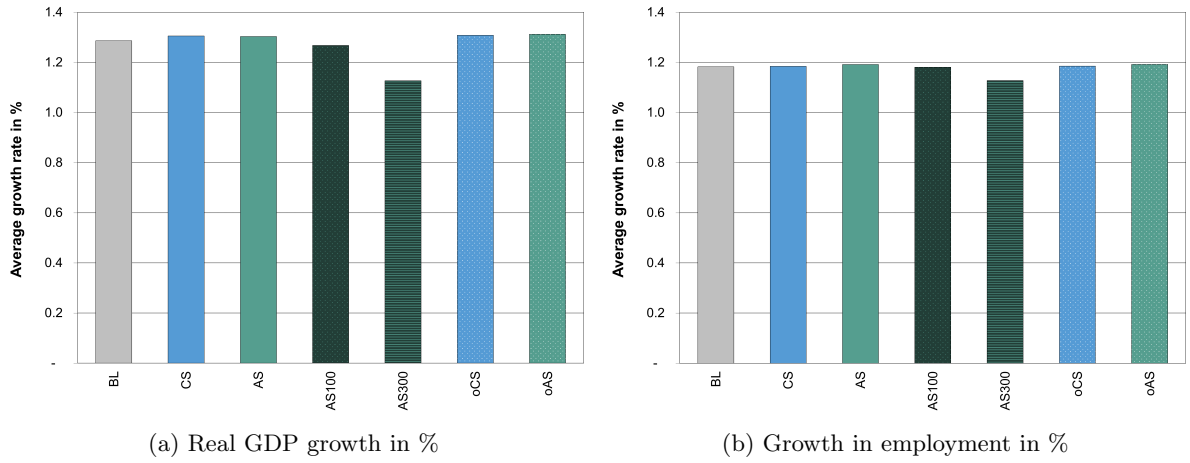 Average growth rate in %
1.4
1.2
1.0
0.8
0.6
0.4
0.2
-
BL
CS
AS
AS100
AS300
oCS
oAS
(a) Real GDP growth in %
Average growth rate in %
1.4
1.2
1.0
0.8
0.6
0.4
0.2
-
BL
CS
AS
AS100
AS300
oCS
oAS
(b) Growth in employment in %